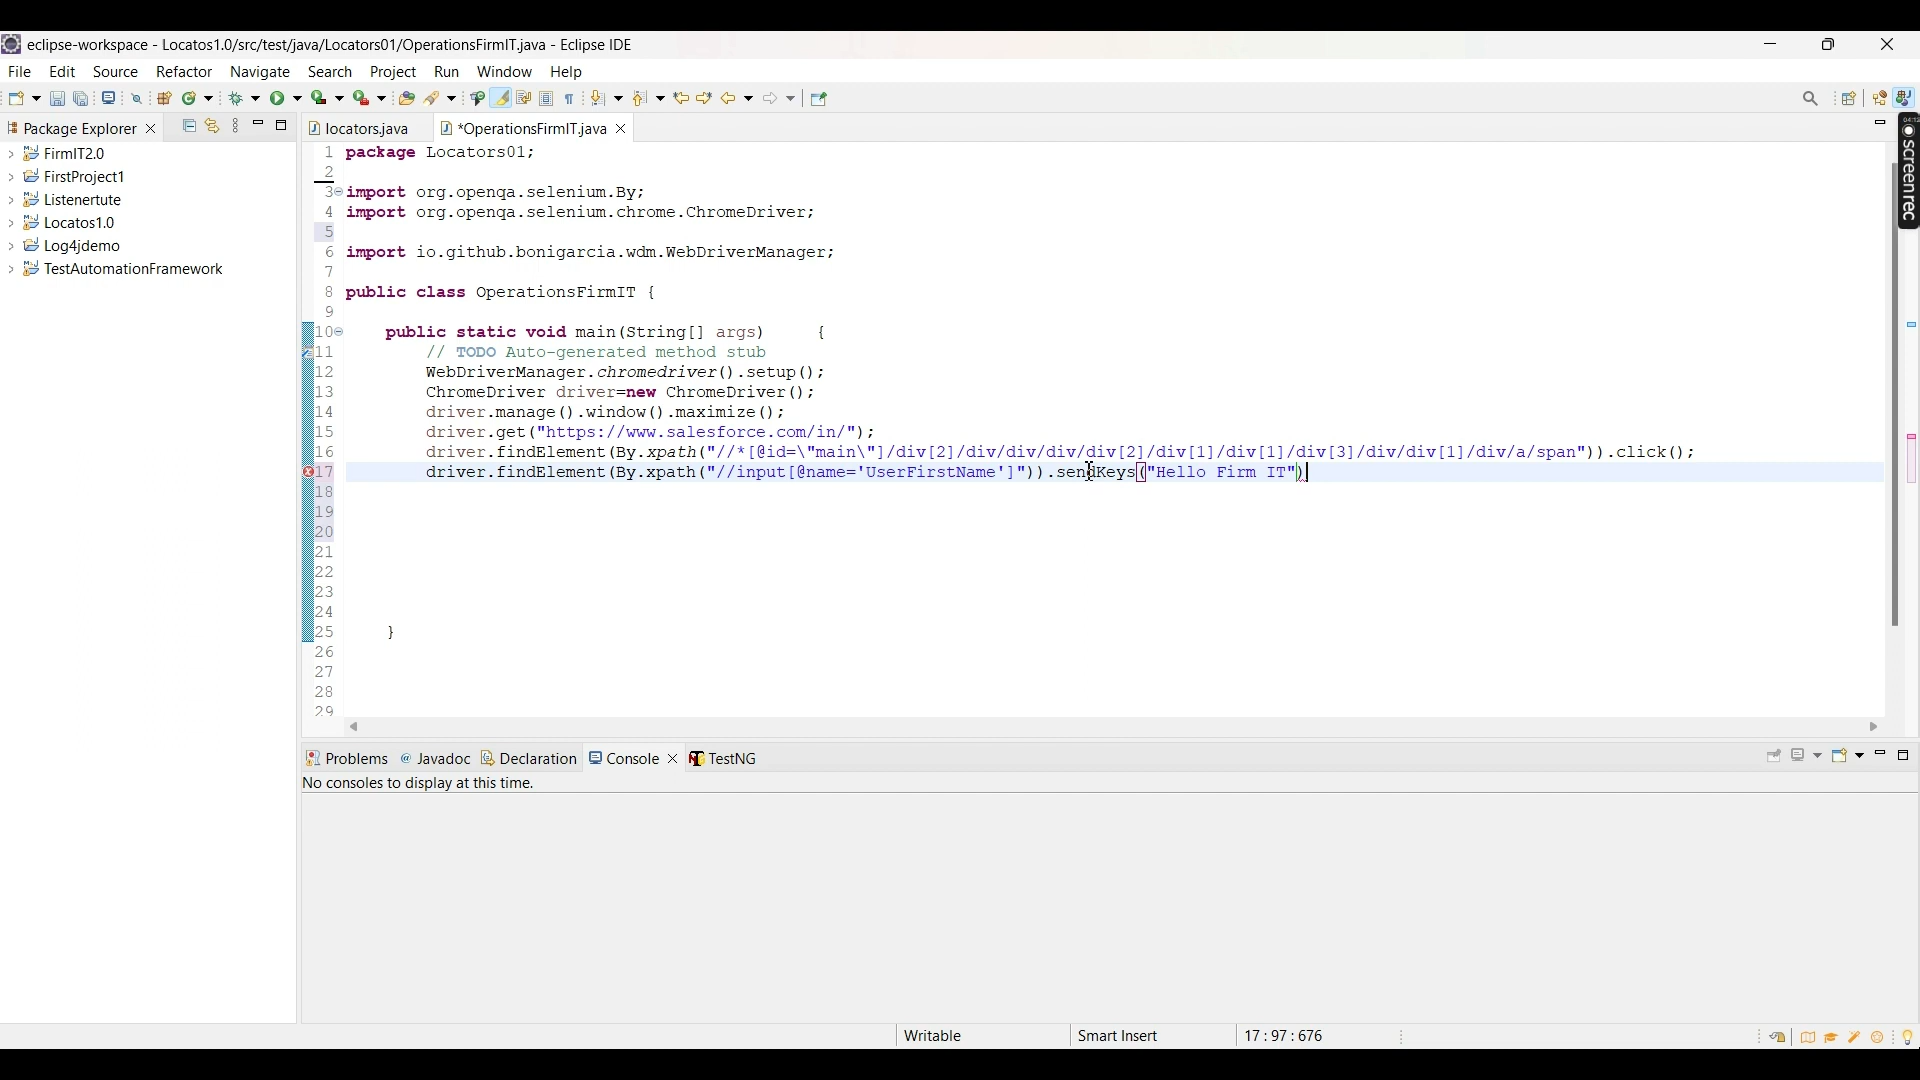 eclipse-workspace - Locatos1.0/src/test/java/Locators01/OperationsFirmIT.java - Eclipse IDE
File Edit Source Refactor Navigate Search Project Run Window Help
Package Explorer
locators.java
*OperationsFirmIT.java
FirmIT2.0
FirstProject1
Listenertute
Locatos1.0
Log4jdemo
TestAutomationFramework
1 package Locators01;
2
3 import org.openqa.selenium.By;
4 import org.openqa.selenium.chrome.ChromeDriver;
5
6 import io.github.bonigarcia.wdm.WebDriverManager;
7
8 public class OperationsFirmIT {
9
10 public static void main(String[] args) {
11 // TODO Auto-generated method stub
12 WebDriverManager.chromedriver().setup();
13 ChromeDriver driver=new ChromeDriver();
14 driver.manage().window().maximize();
15 driver.get("https://www.salesforce.com/in/");
16 driver.findElement(By.xpath("//*[@id=\"main\"]/div[2]/div/div/div/div[2]/div[1]/div[1]/div[3]/div/div[1]/div/a/span")).click();
17 driver.findElement(By.xpath("//input[@name='UserFirstName']")).sendKeys("Hello Firm IT")
18
19
20
21
22
23
24
25 }
26
27
28
29
screenrec
Problems Javadoc Declaration Console TestNG
No consoles to display at this time.
Writable Smart Insert 17 : 97 : 676